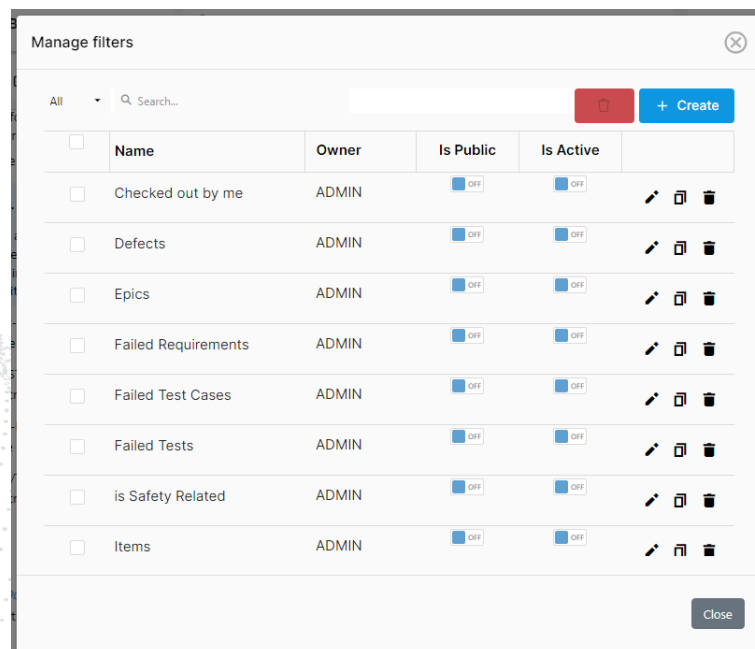 Manage filters
All Search... + Create
Name Owner Is Public Is Active
Checked out by me ADMIN OFF OFF
Defects ADMIN OFF OFF
Epics ADMIN OFF OFF
Failed Requirements ADMIN OFF OFF
Failed Test Cases ADMIN OFF OFF
Failed Tests ADMIN OFF OFF
is Safety Related ADMIN OFF OFF
Items ADMIN OFF OFF
Close